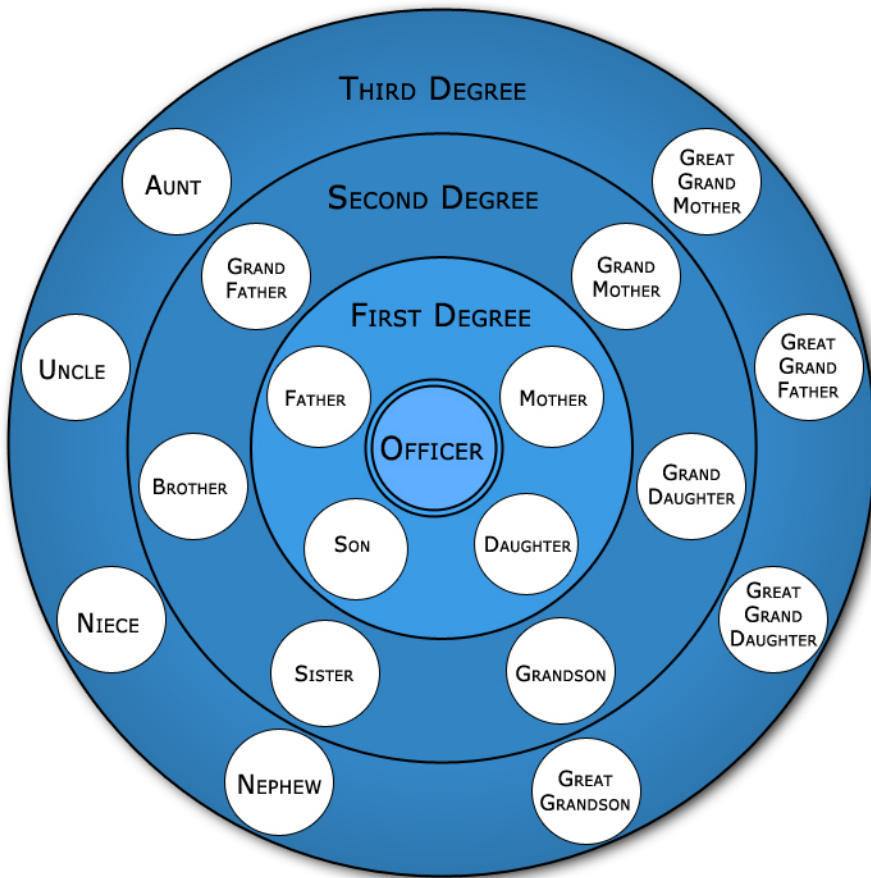 Third Degree
Aunt
Great
Grand
Mother
Second Degree
Grand
Father
Grand
Mother
First Degree
Uncle
Great
Grand
Father
Father
Mother
Officer
Brother
Grand
Daughter
Son
Daughter
Niece
Great
Grand
Daughter
Sister
Grandson
Nephew
Great
Grandson